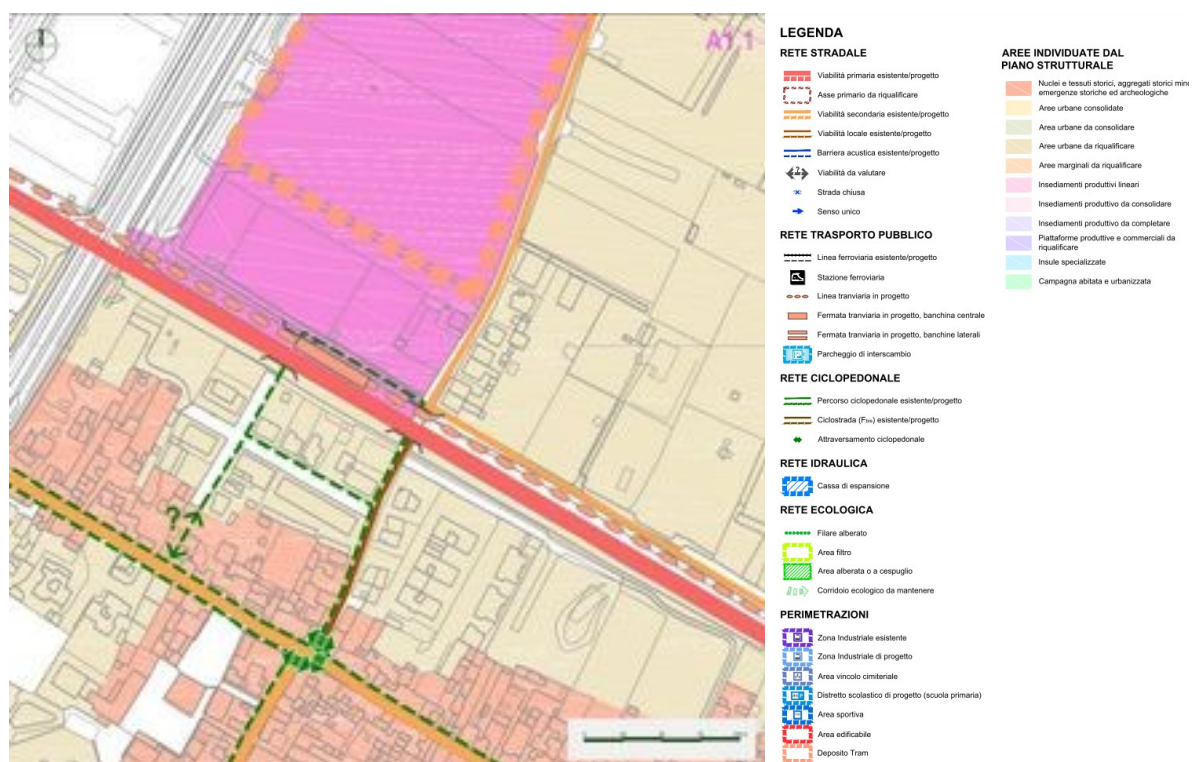 A1.1
LEGENDA
RETE STRADALE
Viabilità primaria esistente/progetto
Asse primario da riqualificare
Viabilità secondaria esistente/progetto
Viabilità locale esistente/progetto
Barriera acustica esistente/progetto
?
Viabilità da valutare
Strada chiusa
Senso unico
RETE TRASPORTO PUBBLICO
Linea ferroviaria esistente/progetto
Stazione ferroviaria
Linea tranviaria in progetto
Fermata tranviaria in progetto, banchina centrale
Fermata tranviaria in progetto, banchine laterali
P
Parcheggio di interscambio
RETE CICLOPEDONALE
Percorso ciclopedonale esistente/progetto
Ciclostrada (Fbis) esistente/progetto
Attraversamento ciclopedonale
RETE IDRAULICA
Cassa di espansione
RETE ECOLOGICA
Filare alberato
Area filtro
Area alberata o a cespuglio
Corridoio ecologico da mantenere
PERIMETRAZIONI
Zona Industriale esistente
Zona Industriale di progetto
Area vincolo cimiteriale
Distretto scolastico di progetto (scuola primaria)
Area sportiva
Area edificabile
Deposito Tram
AREE INDIVIDUATE DAL
PIANO STRUTTURALE
Nuclei e tessuti storici, aggregati storici mino
emergenze storiche ed archeologiche
Aree urbane consolidate
Area urbane da consolidare
Aree urbane da riqualificare
Aree marginali da riqualificare
Insediamenti produttivi lineari
Insediamenti produttivo da consolidare
Insediamenti produttivo da completare
Piattaforme produttive e commerciali da
riqualificare
Insule specializzate
Campagna abitata e urbanizzata